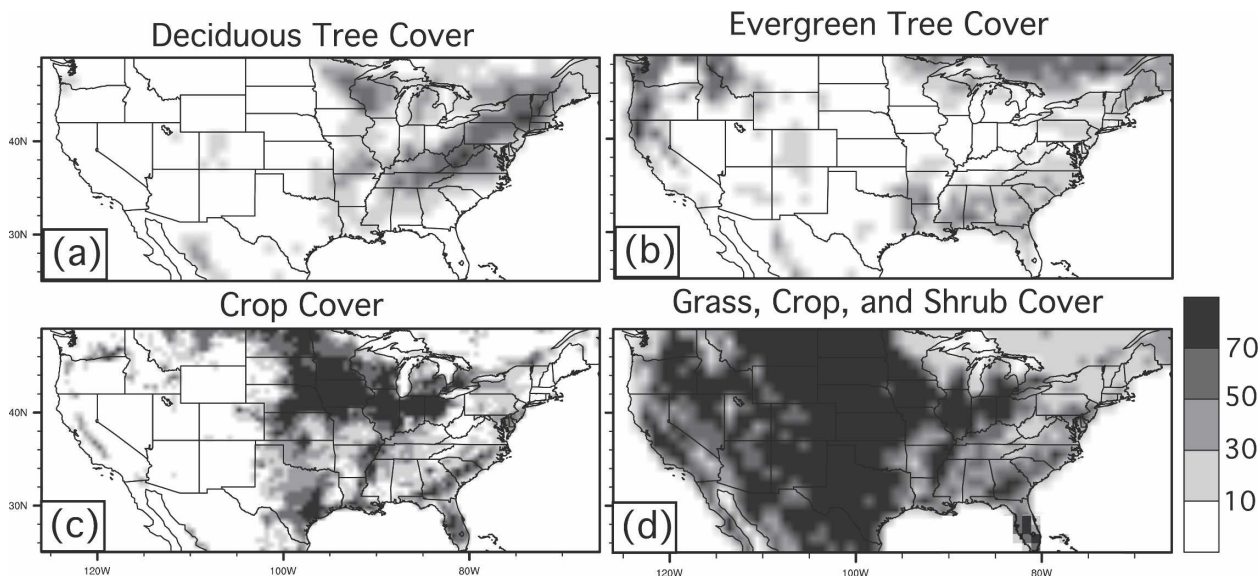 Deciduous Tree Cover
Evergreen Tree Cover
40N
30N
(a)
(b)
Crop Cover
Grass, Crop, and Shrub Cover
40N
30N
(c)
(d)
70
50
30
10
120W
100W
80W
120W
100W
80W